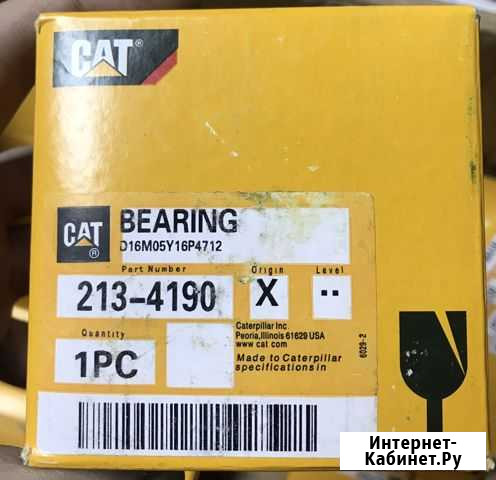 CAT®
CAT®
BEARING
D16M05Y16P4712
Part Number
Origin
Level
213-4190
X
..
Quantity
1PC
Caterpillar Inc
Peoria,Illinois 61629 USA
www cat.com
Made to Caterpillar
specifications in
6029-2
Интернет-
Кабинет.Ру